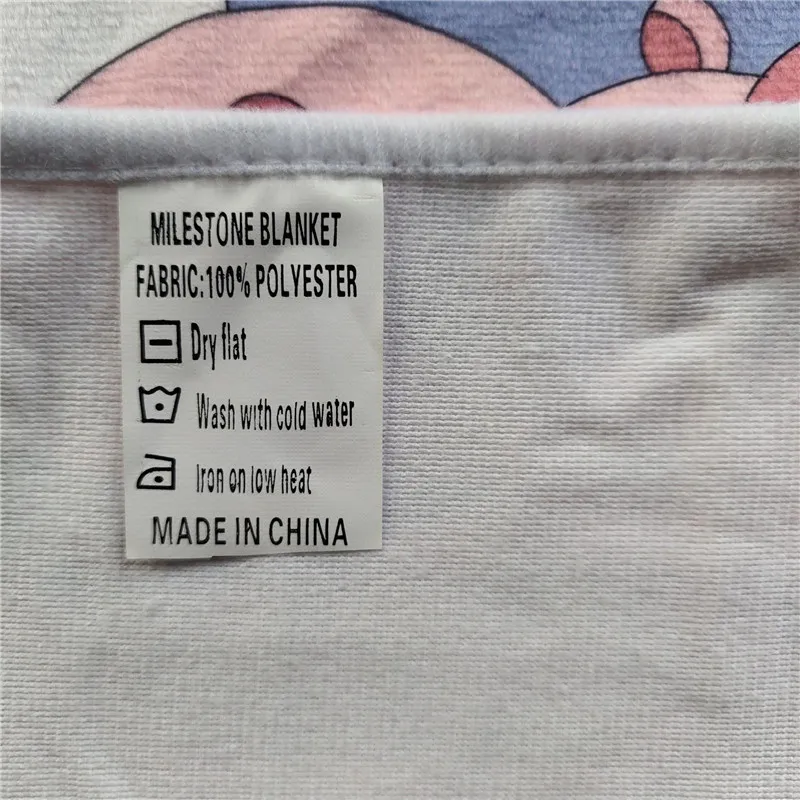 MILESTONE BLANKET
FABRIC:100% POLYESTER
Dry flat
Wash with cold water
Iron on low heat
MADE IN CHINA